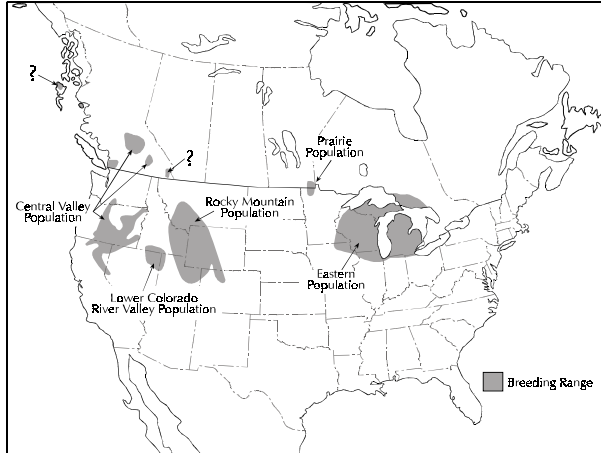 ?
?
Prairie
Population
Central Valley
Population
Rocky Mountain
Population
Eastern
Population
Lower Colorado
River Valley Population
Breeding Range